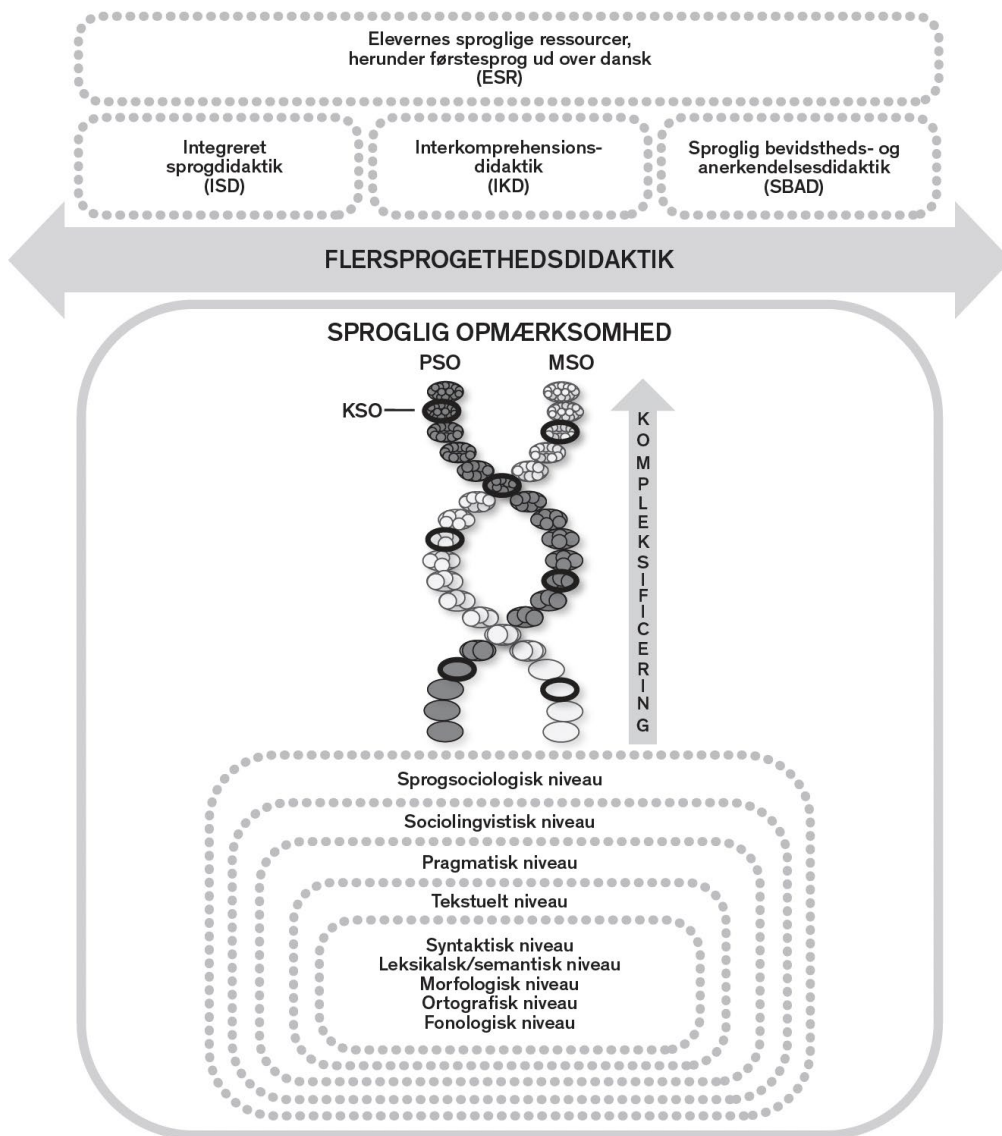 Elevernes sproglige ressourcer,
herunder førstesprog ud over dansk
(ESR)
Integreret
sprogdidaktik
(ISD)
Interkomprehensions-
didaktik
(IKD)
Sproglig bevidstheds- og
anerkendelsesdidaktik
(SBAD)
FLERSPROGETHEDSDIDAKTIK
SPROGLIG OPMÆRKSOMHED
PSO MSO
KSO
KOMPLEKSIFICERING
Sprogsociologisk niveau
Sociolingvistisk niveau
Pragmatisk niveau
Tekstuelt niveau
Syntaktisk niveau
Leksikalsk/semantisk niveau
Morfologisk niveau
Ortografisk niveau
Fonologisk niveau